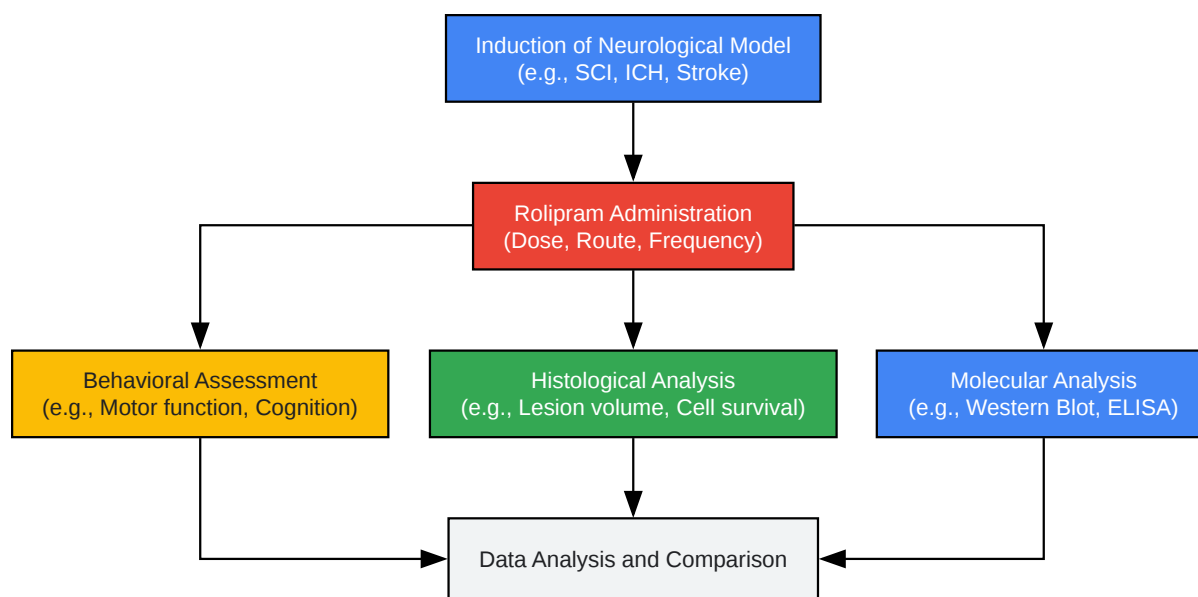 Induction of Neurological Model
(e.g., SCI, ICH, Stroke)
Rolipram Administration
(Dose, Route, Frequency)
Behavioral Assessment
(e.g., Motor function, Cognition)
Histological Analysis
(e.g., Lesion volume, Cell survival)
Molecular Analysis
(e.g., Western Blot, ELISA)
Data Analysis and Comparison